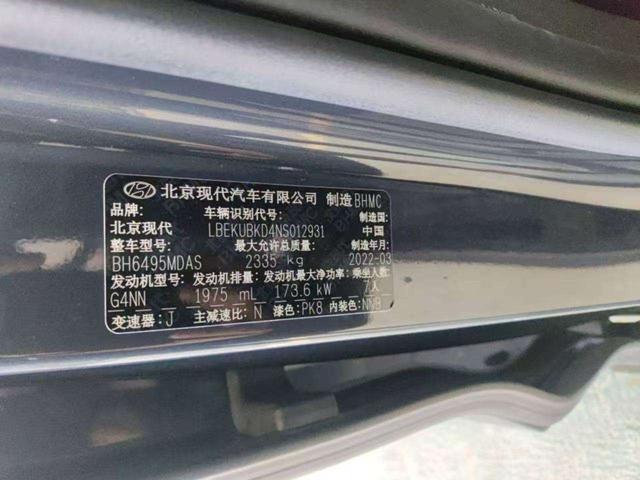 北京现代汽车有限公司 制造 BHMC
品牌: 车辆识别代号: 制造国:
北京现代 LBEKUBKD4NS012931 中国
整车型号: 最大允许总质量: 制造年月:
BH6495MDAS 2335 kg 2022-03
发动机型号: 发动机排量: 发动机最大净功率: 乘坐人数:
G4NN 1975 mL 173.6 kW 7人
变速器: J 主减速比: N 漆色: PK8 内装色: NNB